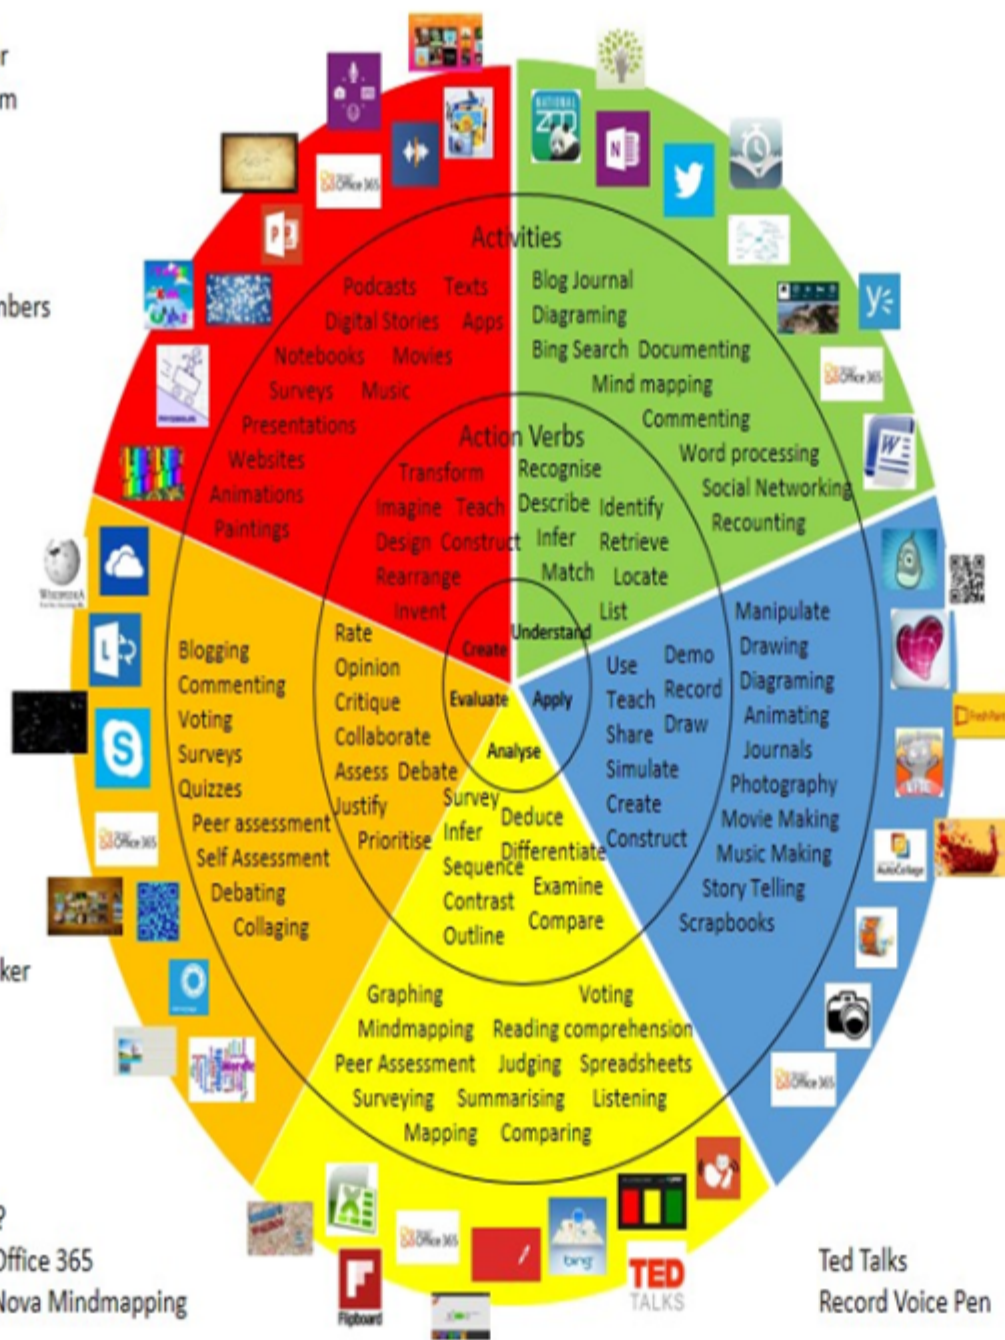 r
m
nbers
ker
?
Office 365
Nova Mindmapping
Ted Talks
Record Voice Pen
Activities
Podcasts Texts
Digital Stories Apps
Notebooks Movies
Surveys Music
Presentations
Websites
Animations
Paintings
Action Verbs
Transform
Imagine Teach
Design Construct
Rearrange
Invent
Create
Blog Journal
Diagraming
Bing Search Documenting
Mind mapping
Commenting
Word processing
Social Networking
Recounting
Recognise
Describe Identify
Infer Retrieve
Match Locate
List
Understand
Manipulate
Drawing
Diagraming
Animating
Journals
Photography
Movie Making
Music Making
Story Telling
Scrapbooks
Use Demo
Teach Record
Share Draw
Simulate
Create
Construct
Apply
Analyse
Survey Deduce
Infer Differentiate
Sequence Examine
Contrast Compare
Outline
Graphing Voting
Mindmapping Reading comprehension
Peer Assessment Judging Spreadsheets
Surveying Summarising Listening
Mapping Comparing
Evaluate
Rate
Opinion
Critique
Collaborate
Assess Debate
Justify
Prioritise
Blogging
Commenting
Voting
Surveys
Quizzes
Peer assessment
Self Assessment
Debating
Collaging
NATIONAL
ZOO
N
W
P
Office 365
Office 365
WIKIPEDIA
L
S
Office 365
Office 365
Office 365
AutoCollage
FreshPaint
bing
TED
TALKS
Flipboard